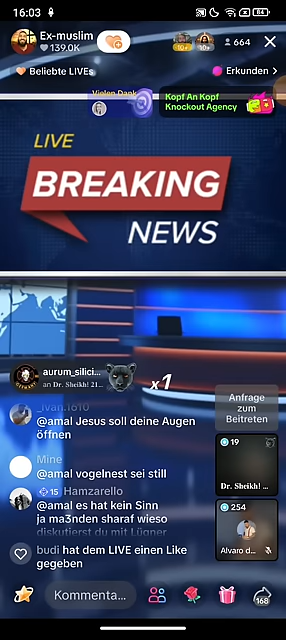 16:03
84
Ex-muslim
139.0K
10+
10+
664
Beliebte LIVEs
Erkunden >
Vielen Dank
Kopf An Kopf
Knockout Agency
LIVE
BREAKING
NEWS
aurum_silici...
an Dr. Sheikh! 21...
x1
_ivan.1610
@amal Jesus soll deine Augen
öffnen
Mine
@amal vogelnest sei still
15 Hamzarello
@amal es hat kein Sinn
ja ma3nden sharaf wieso
diskutierst du mit Lügner
budi hat dem LIVE einen Like
gegeben
Anfrage
zum
Beitreten
19
Dr. Sheikh! ...
254
Alvaro d...
Kommenta...
168